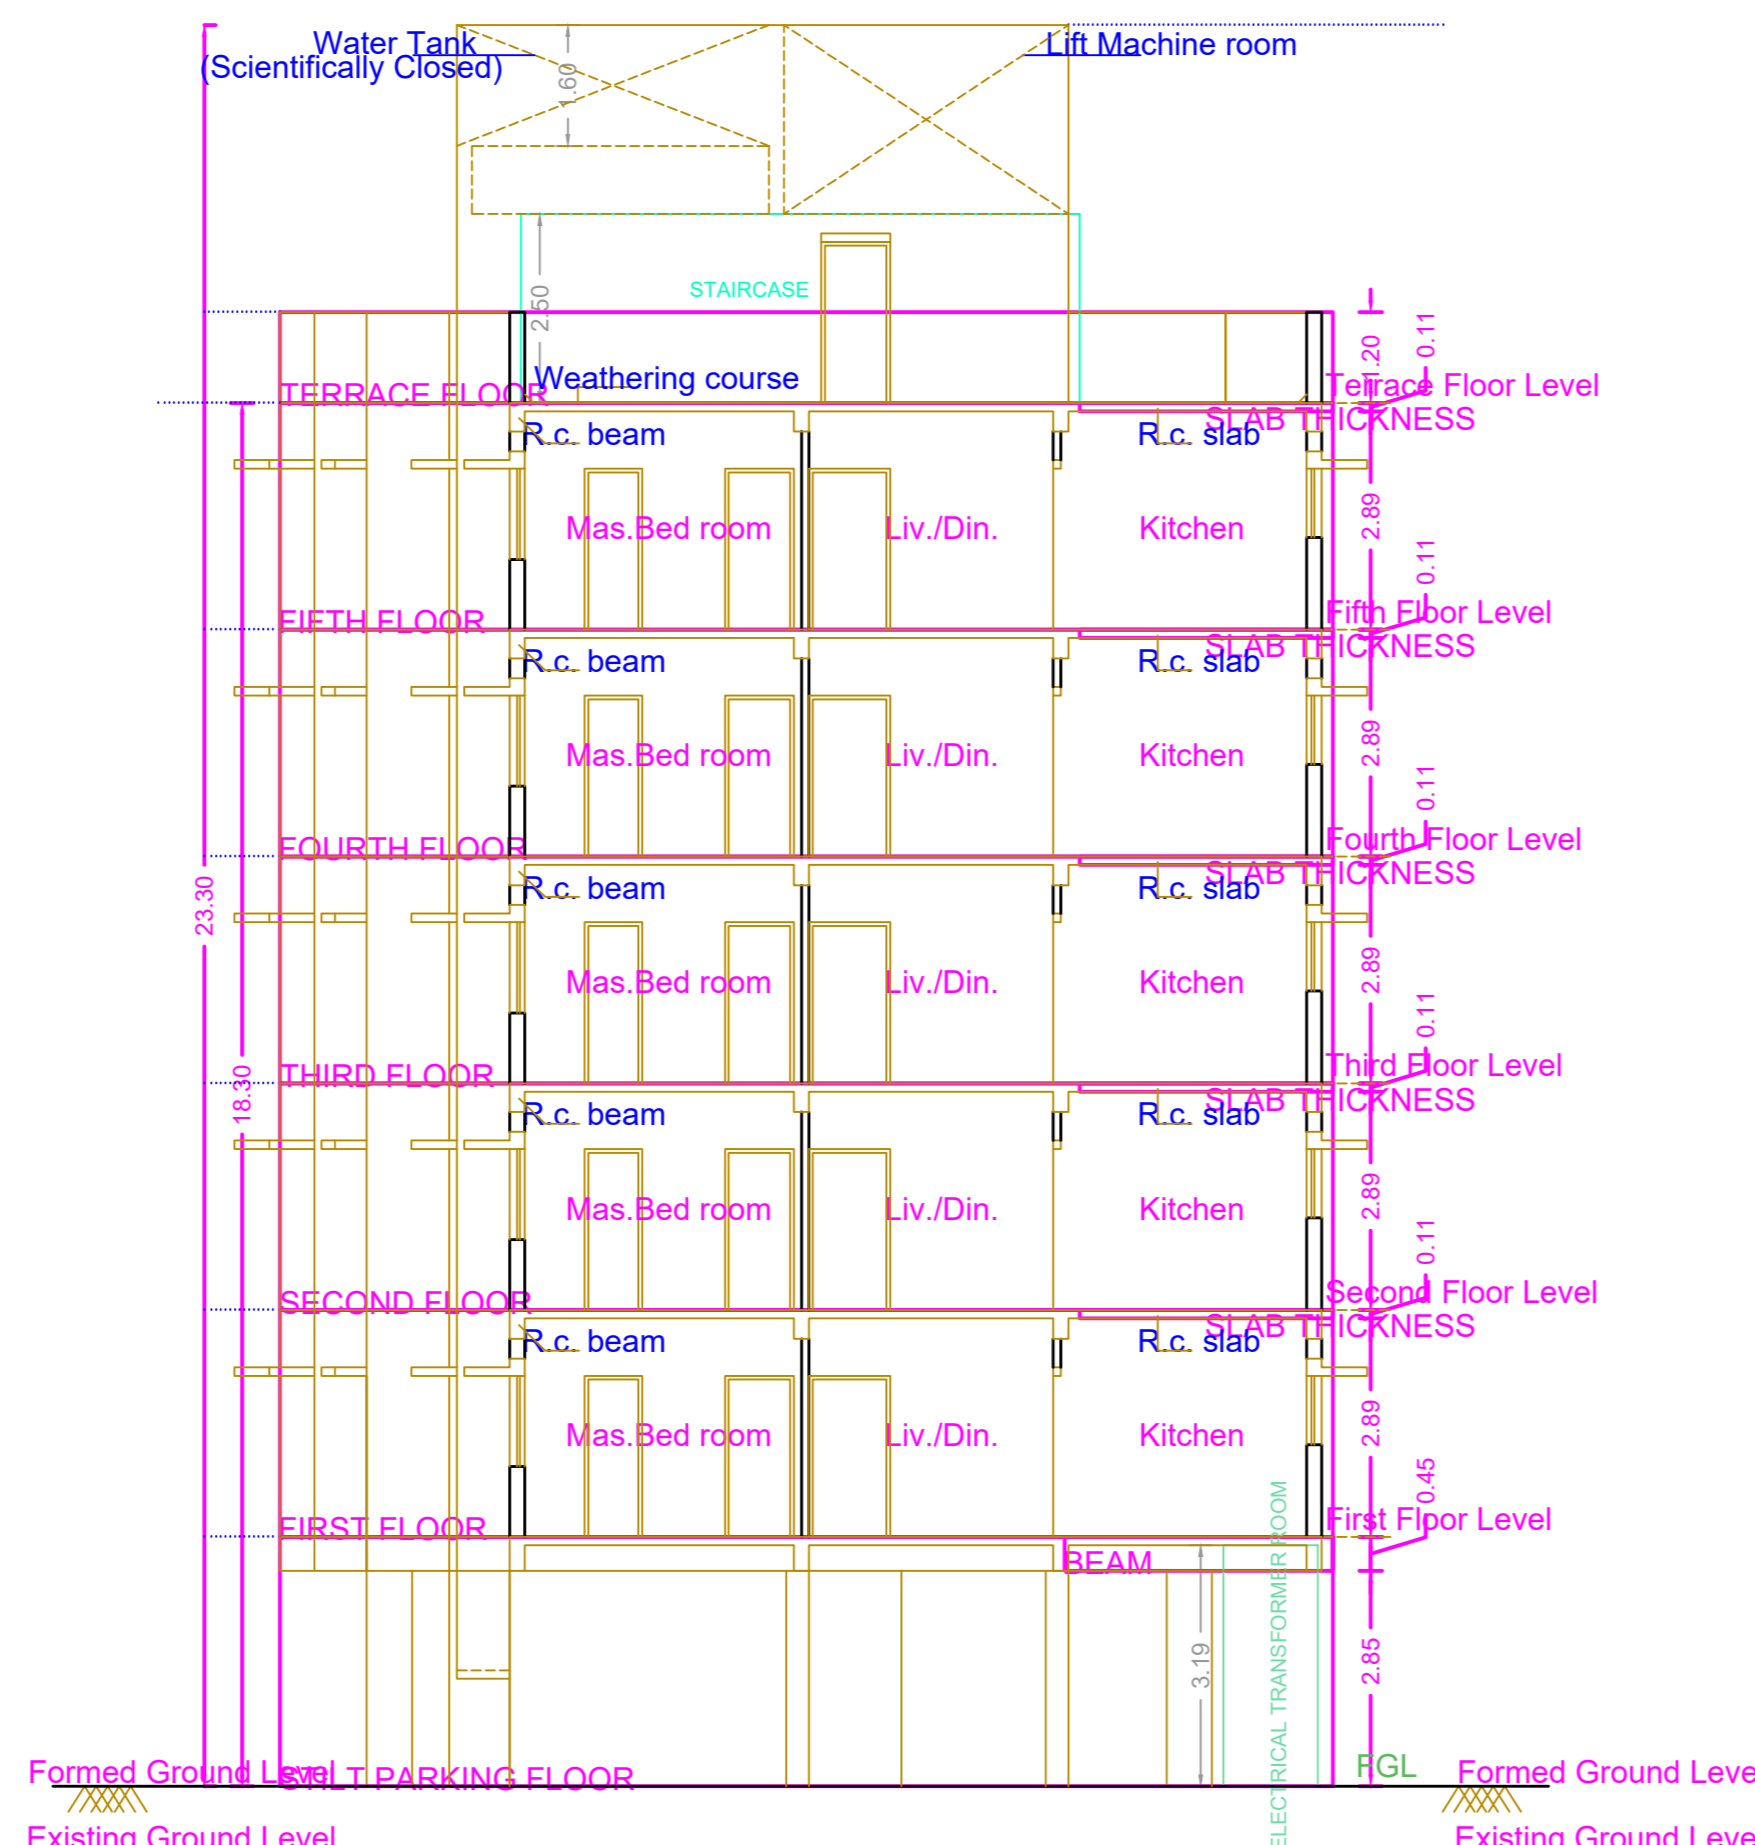 Water Tank
(Scientifically Closed)
Lift Machine room
1.60
STAIRCASE
2.50
1.20
0.11
Weathering course
TERRACE FLOOR
Terrace Floor Level
SLAB THICKNESS
R.c. beam
R.c. slab
Mas.Bed room
Liv./Din.
Kitchen
2.89
0.11
FIFTH FLOOR
Fifth Floor Level
SLAB THICKNESS
R.c. beam
R.c. slab
Mas.Bed room
Liv./Din.
Kitchen
2.89
0.11
FOURTH FLOOR
Fourth Floor Level
SLAB THICKNESS
R.c. beam
R.c. slab
23.30
Mas.Bed room
Liv./Din.
Kitchen
2.89
0.11
THIRD FLOOR
Third Floor Level
18.30
SLAB THICKNESS
R.c. beam
R.c. slab
Mas.Bed room
Liv./Din.
Kitchen
2.89
0.11
SECOND FLOOR
Second Floor Level
SLAB THICKNESS
R.c. beam
R.c. slab
Mas.Bed room
Liv./Din.
Kitchen
2.89
0.45
FIRST FLOOR
First Floor Level
BEAM
ELECTRICAL TRANSFORMER ROOM
3.19
2.85
Formed Ground Level
STILT PARKING FLOOR
FGL
Formed Ground Leve
Existing Ground Level
Existing Ground Leve